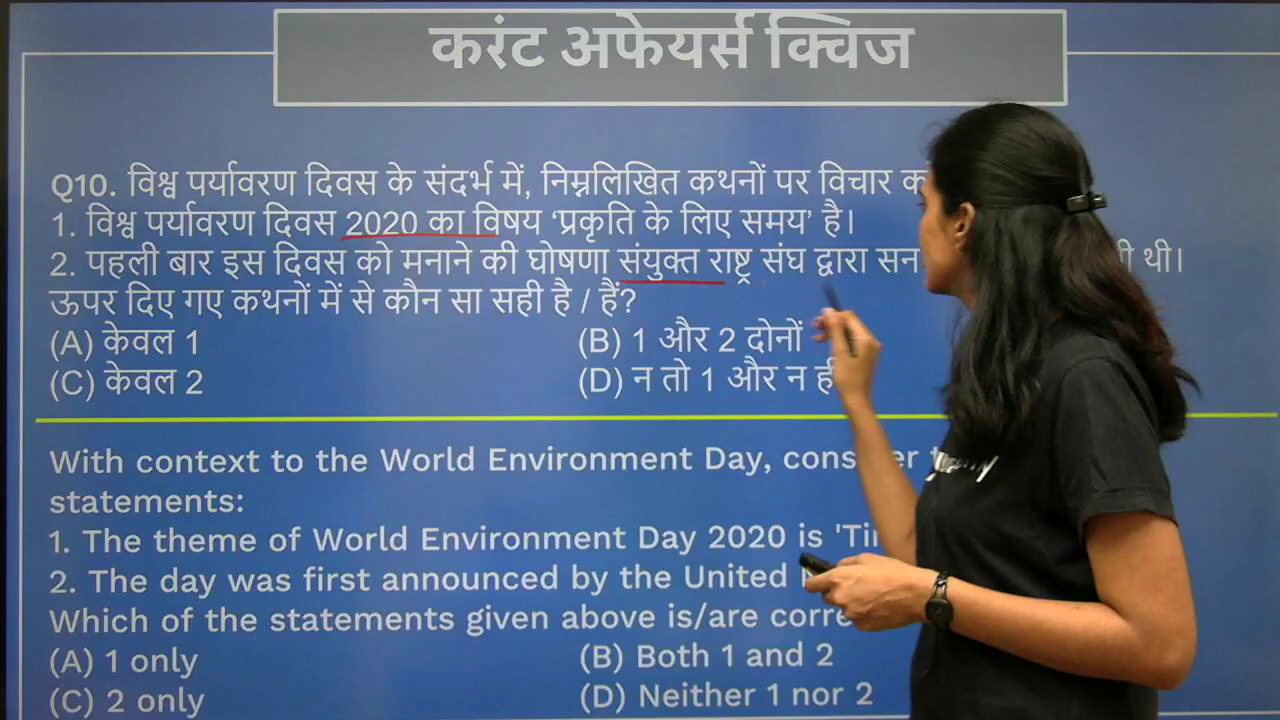 करंट अफेयर्स क्विज
Q10. विश्व पर्यावरण दिवस के संदर्भ में, निम्नलिखित कथनों पर विचार
1. विश्व पर्यावरण दिवस 2020 का विषय ‘प्रकृति के लिए समय’ है।
2. पहली बार इस दिवस को मनाने की घोषणा संयुक्त राष्ट्र संघ द्वारा सन थी।
ऊपर दिए गए कथनों में से कौन सा सही है / हैं?
(A) केवल 1
(B) 1 और 2 दोनों
(C) केवल 2
(D) न तो 1 और न ही
With context to the World Environment Day,
statements:
1. The theme of World Environment Day 2020 is
2. The day was first announced by the United
Which of the statements given above is/are
(A) 1 only
(B) Both 1 and 2
(C) 2 only
(D) Neither 1 nor 2